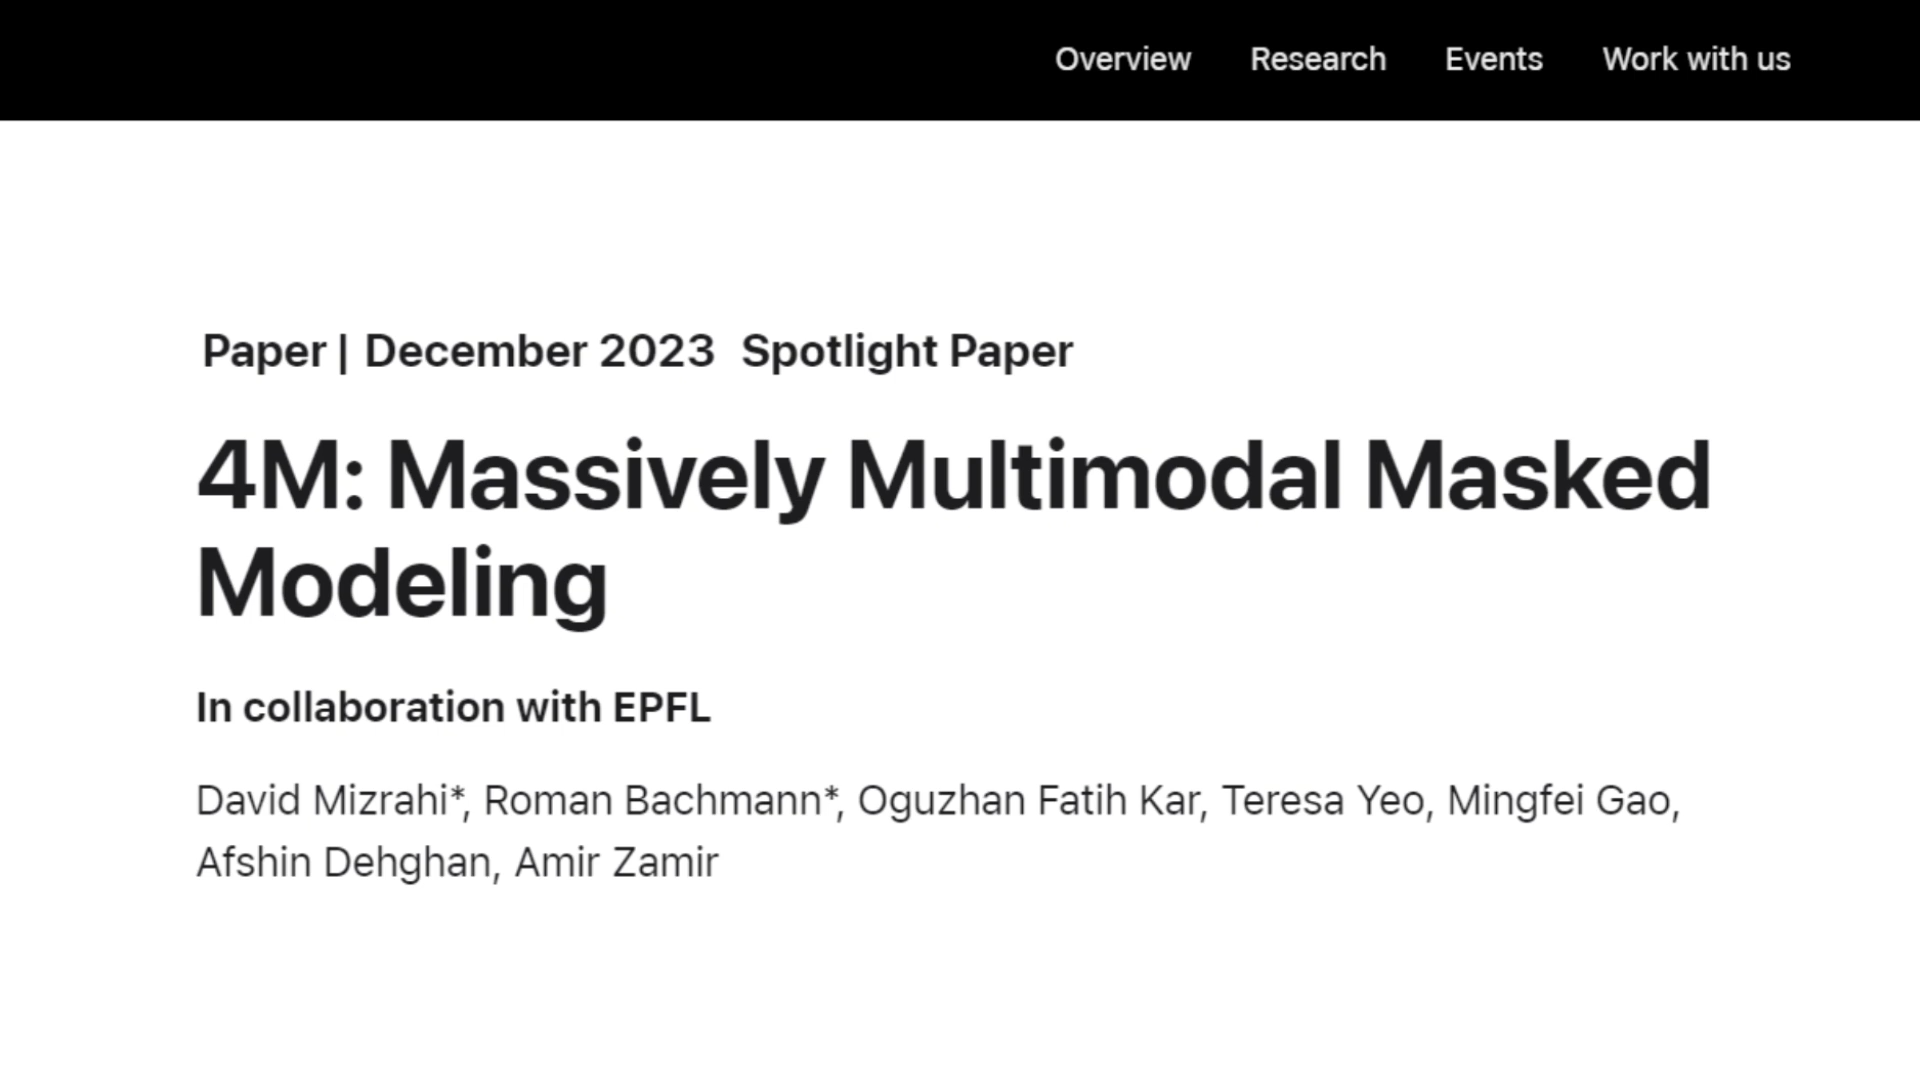 Overview Research Events Work with us
Paper | December 2023 Spotlight Paper
4M: Massively Multimodal Masked
Modeling
In collaboration with EPFL
David Mizrahi*, Roman Bachmann*, Oguzhan Fatih Kar, Teresa Yeo, Mingfei Gao,
Afshin Dehghan, Amir Zamir